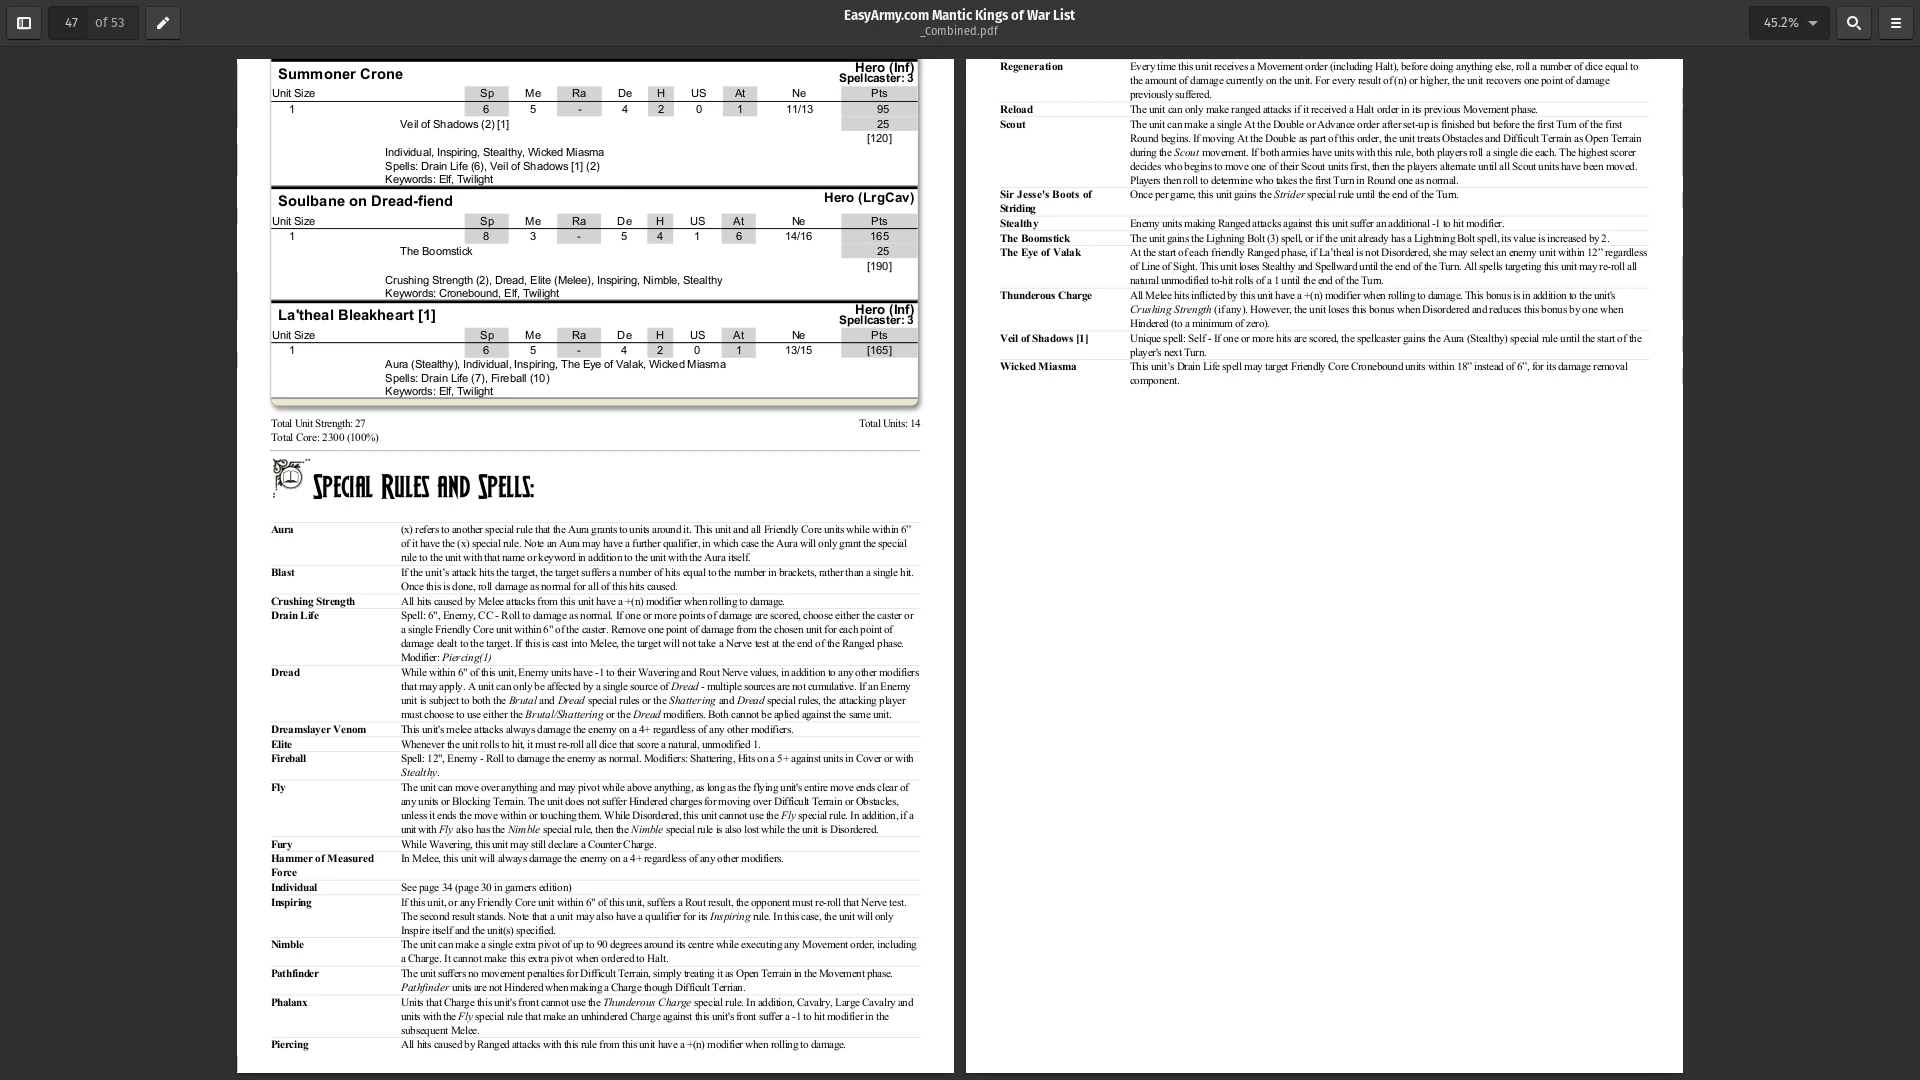 47 of 53
EasyArmy.com Mantic Kings of War List
_Combined.pdf
45.2%
Summoner Crone
Hero (Inf)
Spellcaster: 3
Unit Size Sp Me Ra De H US At Ne Pts
1 6 5 - 4 2 0 1 11/13 95
Veil of Shadows (2) [1] 25
[120]
Individual, Inspiring, Stealthy, Wicked Miasma
Spells: Drain Life (6), Veil of Shadows [1] (2)
Keywords: Elf, Twilight
Soulbane on Dread-fiend Hero (LrgCav)
Unit Size Sp Me Ra De H US At Ne Pts
1 8 3 - 5 4 1 6 14/16 165
The Boomstick 25
[190]
Crushing Strength (2), Dread, Elite (Melee), Inspiring, Nimble, Stealthy
Keywords: Cronebound, Elf, Twilight
La'theal Bleakheart [1]
Hero (Inf)
Spellcaster: 3
Unit Size Sp Me Ra De H US At Ne Pts
1 6 5 - 4 2 0 1 13/15 [165]
Aura (Stealthy), Individual, Inspiring, The Eye of Valak, Wicked Miasma
Spells: Drain Life (7), Fireball (10)
Keywords: Elf, Twilight
Total Unit Strength: 27 Total Units: 14
Total Core: 2300 (100%)
Special Rules and Spells:
Aura (x) refers to another special rule that the Aura grants to units around it. This unit and all Friendly Core units while within 6”
of it have the (x) special rule. Note an Aura may have a further qualifier, in which case the Aura will only grant the special
rule to the unit with that name or keyword in addition to the unit with the Aura itself.
Blast If the unit’s attack hits the target, the target suffers a number of hits equal to the number in brackets, rather than a single hit.
Once this is done, roll damage as normal for all of this hits caused.
Crushing Strength All hits caused by Melee attacks from this unit have a +(n) modifier when rolling to damage.
Drain Life Spell: 6", Enemy, CC - Roll to damage as normal. If one or more points of damage are scored, choose either the caster or
a single Friendly Core unit within 6" of the caster. Remove one point of damage from the chosen unit for each point of
damage dealt to the target. If this is cast into Melee, the target will not take a Nerve test at the end of the Ranged phase.
Modifier: Piercing(1)
Dread While within 6" of this unit, Enemy units have -1 to their Wavering and Rout Nerve values, in addition to any other modifiers
that may apply. A unit can only be affected by a single source of Dread - multiple sources are not cumulative. If an Enemy
unit is subject to both the Brutal and Dread special rules or the Shattering and Dread special rules, the attacking player
must choose to use either the Brutal/Shattering or the Dread modifiers. Both cannot be aplied against the same unit.
Dreamslayer Venom This unit's melee attacks always damage the enemy on a 4+ regardless of any other modifiers.
Elite Whenever the unit rolls to hit, it must re-roll all dice that score a natural, unmodified 1.
Fireball Spell: 12", Enemy - Roll to damage the enemy as normal. Modifiers: Shattering, Hits on a 5+ against units in Cover or with
Stealthy.
Fly The unit can move over anything and may pivot while above anything, as long as the flying unit's entire move ends clear of
any units or Blocking Terrain. The unit does not suffer Hindered charges for moving over Difficult Terrain or Obstacles,
unless it ends the move within or touching them. While Disordered, this unit cannot use the Fly special rule. In addition, if a
unit with Fly also has the Nimble special rule, then the Nimble special rule is also lost while the unit is Disordered.
Fury While Wavering, this unit may still declare a Counter Charge.
Hammer of Measured In Melee, this unit will always damage the enemy on a 4+ regardless of any other modifiers.
Force
Individual See page 34 (page 30 in gamers edition)
Inspiring If this unit, or any Friendly Core unit within 6" of this unit, suffers a Rout result, the opponent must re-roll that Nerve test.
The second result stands. Note that a unit may also have a qualifier for its Inspiring rule. In this case, the unit will only
Inspire itself and the unit(s) specified.
Nimble The unit can make a single extra pivot of up to 90 degrees around its centre while executing any Movement order, including
a Charge. It cannot make this extra pivot when ordered to Halt.
Pathfinder The unit suffers no movement penalties for Difficult Terrain, simply treating it as Open Terrain in the Movement phase.
Pathfinder units are not Hindered when making a Charge though Difficult Terrian.
Phalanx Units that Charge this unit's front cannot use the Thunderous Charge special rule. In addition, Cavalry, Large Cavalry and
units with the Fly special rule that make an unhindered Charge against this unit's front suffer a -1 to hit modifier in the
subsequent Melee.
Piercing All hits caused by Ranged attacks with this rule from this unit have a +(n) modifier when rolling to damage.
Regeneration Every time this unit receives a Movement order (including Halt), before doing anything else, roll a number of dice equal to
the amount of damage currently on the unit. For every result of (n) or higher, the unit recovers one point of damage
previously suffered.
Reload The unit can only make ranged attacks if it received a Halt order in its previous Movement phase.
Scout The unit can make a single At the Double or Advance order after set-up is finished but before the first Turn of the first
Round begins. If moving At the Double as part of this order, the unit treats Obstacles and Difficult Terrain as Open Terrain
during the Scout movement. If both armies have units with this rule, both players roll a single die each. The highest scorer
decides who begins to move one of their Scout units first, then the players alternate until all Scout units have been moved.
Players then roll to determine who takes the first Turn in Round one as normal.
Sir Jesse's Boots of Once per game, this unit gains the Strider special rule until the end of the Turn.
Striding
Stealthy Enemy units making Ranged attacks against this unit suffer an additional -1 to hit modifier.
The Boomstick The unit gains the Lighning Bolt (3) spell, or if the unit already has a Lightning Bolt spell, its value is increased by 2.
The Eye of Valak At the start of each friendly Ranged phase, if La’theal is not Disordered, she may select an enemy unit within 12” regardless
of Line of Sight. This unit loses Stealthy and Spellward until the end of the Turn. All spells targeting this unit may re-roll all
natural unmodified to-hit rolls of a 1 until the end of the Turn.
Thunderous Charge All Melee hits inflicted by this unit have a +(n) modifier when rolling to damage. This bonus is in addition to the unit's
Crushing Strength (if any). However, the unit loses this bonus when Disordered and reduces this bonus by one when
Hindered (to a minimum of zero).
Veil of Shadows [1] Unique spell: Self - If one or more hits are scored, the spellcaster gains the Aura (Stealthy) special rule until the start of the
player's next Turn.
Wicked Miasma This unit’s Drain Life spell may target Friendly Core Cronebound units within 18” instead of 6”, for its damage removal
component.